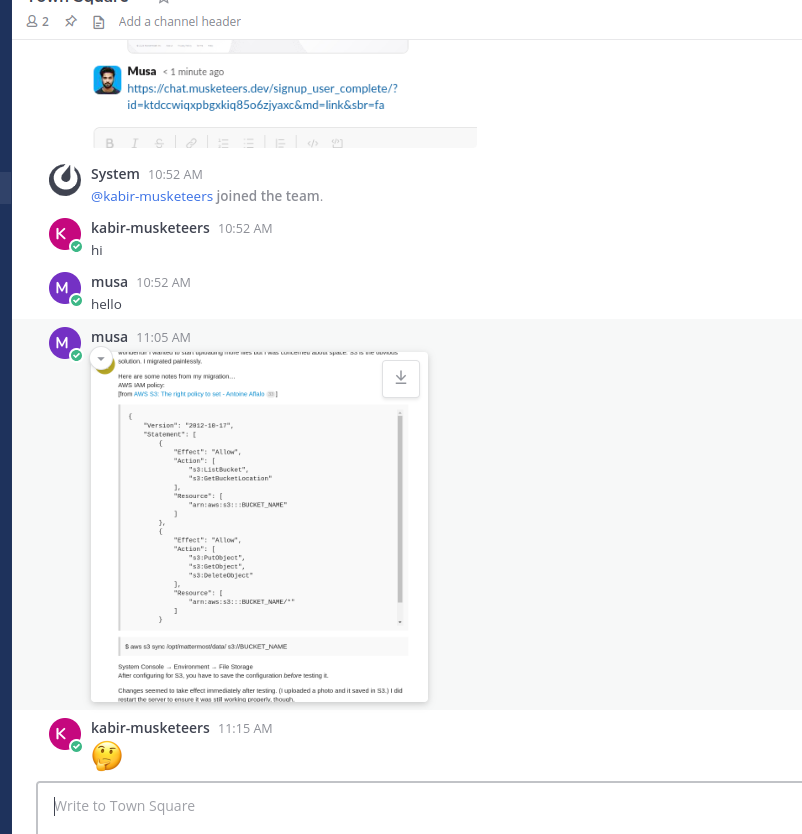 Town Square
2
Add a channel header
Musa < 1 minute ago
https://chat.musketeers.dev/signup_user_complete/?
id=ktdccwiqxpbgxkiq85o6zjyaxc&md=link&sbr=fa
B I S
System 10:52 AM
@kabir-musketeers joined the team.
K
kabir-musketeers 10:52 AM
hi
M
musa 10:52 AM
hello
M
musa 11:05 AM
wanted to start uploading more files but I was concerned about space. S3 is the obvious
solution. I migrated painlessly.
Here are some notes from my migration...
AWS IAM policy:
[from AWS S3: The right policy to set - Antoine Aflalo]
{
"Version": "2012-10-17",
"Statement": [
{
"Effect": "Allow",
"Action": [
"s3:ListBucket",
"s3:GetBucketLocation"
],
"Resource": [
"arn:aws:s3:::BUCKET_NAME"
]
},
{
"Effect": "Allow",
"Action": [
"s3:PutObject",
"s3:GetObject",
"s3:DeleteObject"
],
"Resource": [
"arn:aws:s3:::BUCKET_NAME/*"
]
}
$ aws s3 sync /opt/mattermost/data/ s3://BUCKET_NAME
System Console → Environment → File Storage
After configuring for S3, you have to save the configuration before testing it.
Changes seemed to take effect immediately after testing. (I uploaded a photo and it saved in S3.) I did
restart the server to ensure it was still working properly, though.
K
kabir-musketeers 11:15 AM
Write to Town Square